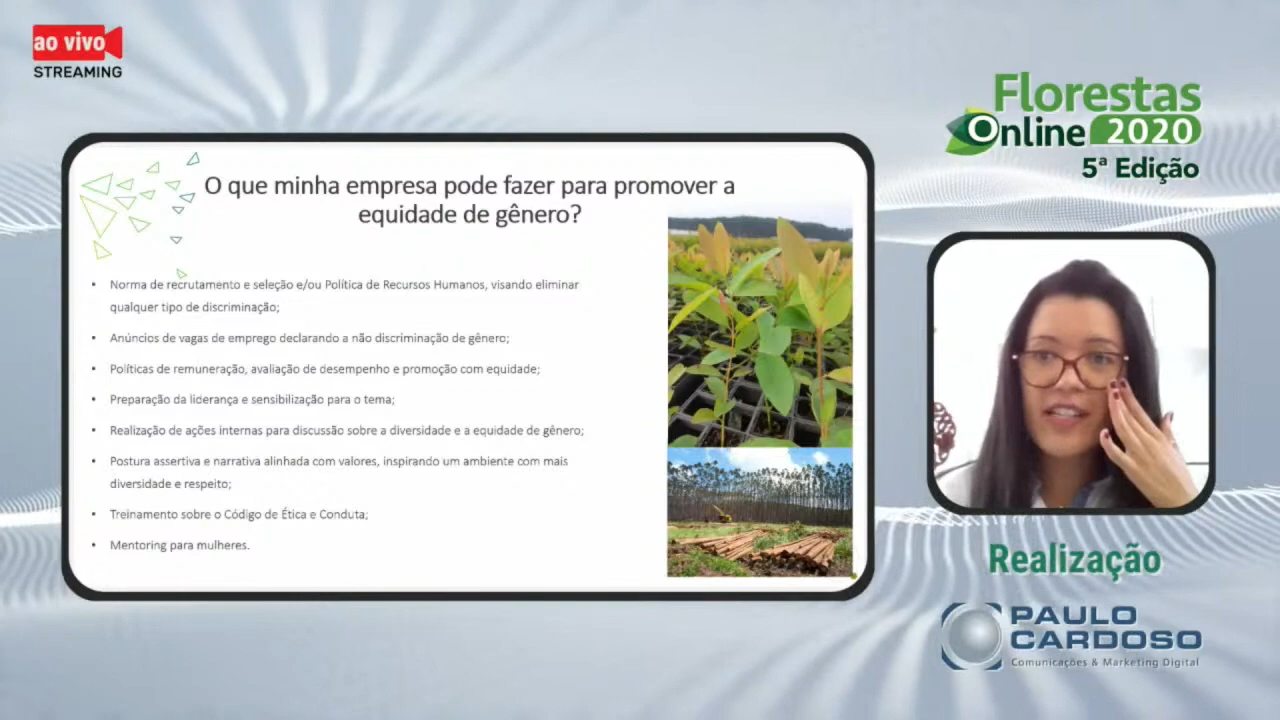 ao vivo
STREAMING
Florestas
Online 2020
5ª Edição
O que minha empresa pode fazer para promover a
equidade de gênero?
• Norma de recrutamento e seleção e/ou Política de Recursos Humanos, visando eliminar
qualquer tipo de discriminação;
• Anúncios de vagas de emprego declarando a não discriminação de gênero;
• Políticas de remuneração, avaliação de desempenho e promoção com equidade;
• Preparação da liderança e sensibilização para o tema;
• Realização de ações internas para discussão sobre a diversidade e a equidade de gênero;
• Postura assertiva e narrativa alinhada com valores, inspirando um ambiente com mais
diversidade e respeito;
• Treinamento sobre o Código de Ética e Conduta;
• Mentoring para mulheres.
Realização
PAULO
CARDOSO
Comunicações & Marketing Digital